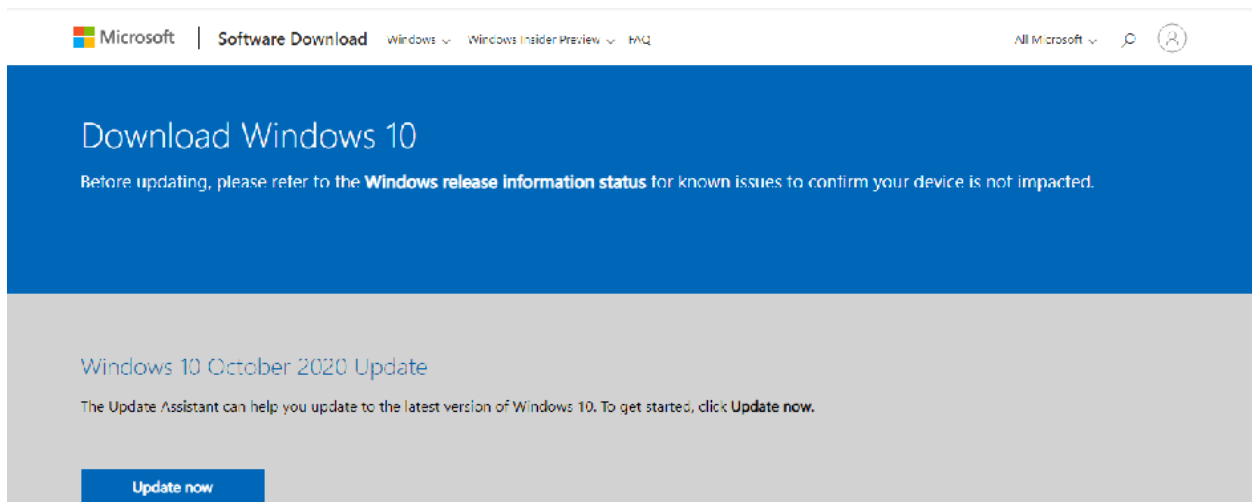 Microsoft | Software Download Windows Windows Insider Preview FAQ All Microsoft
Download Windows 10
Before updating, please refer to the Windows release information status for known issues to confirm your device is not impacted.
Windows 10 October 2020 Update
The Update Assistant can help you update to the latest version of Windows 10. To get started, click Update now.
Update now